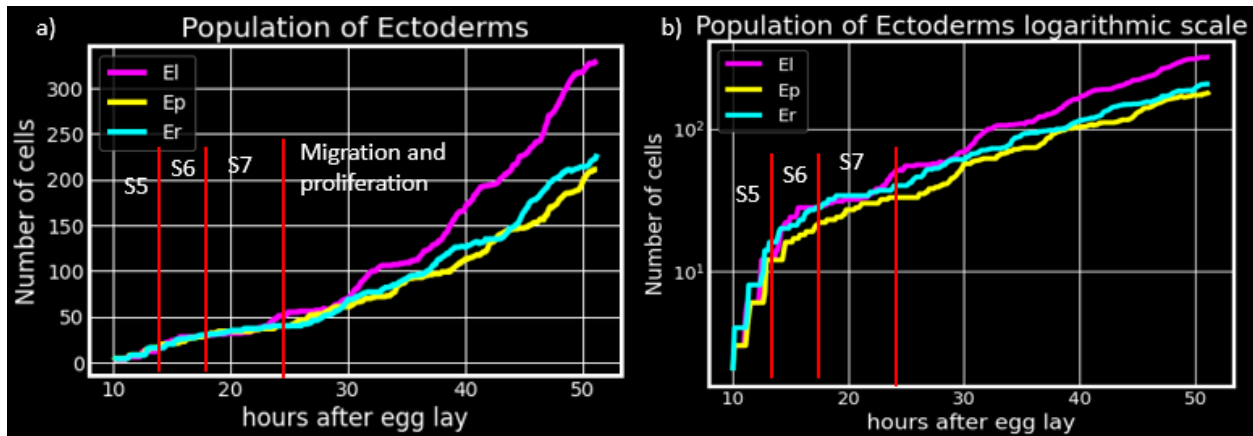 a)
Population of Ectoderms
El
Ep
Er
S5
S6
S7
Migration and
proliferation
Number of cells
300
250
200
150
100
50
0
10
20
30
40
50
hours after egg lay
b)
Population of Ectoderms logarithmic scale
El
Ep
Er
S5
S6
S7
Number of cells
10²
10¹
10
20
30
40
50
hours after egg lay